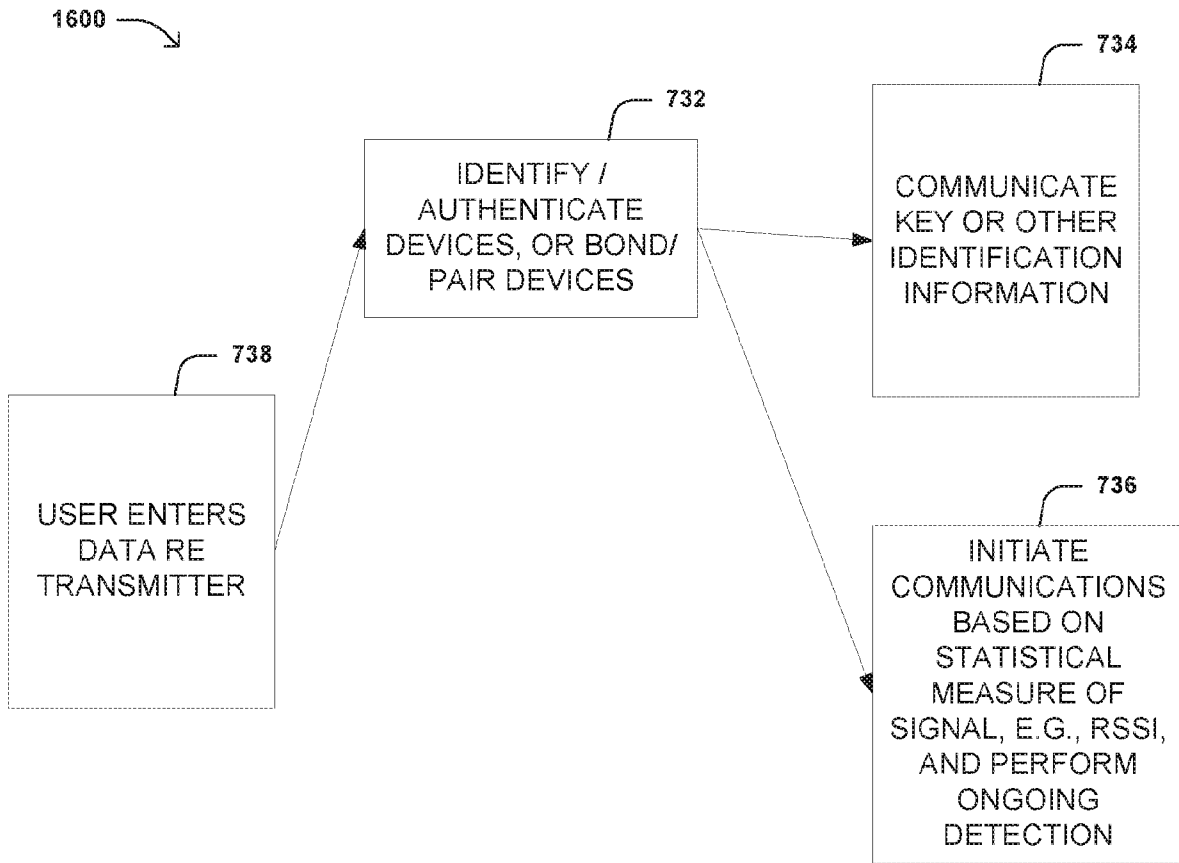 1600
734
732
IDENTIFY /
AUTHENTICATE
DEVICES, OR BOND/
PAIR DEVICES
COMMUNICATE
KEY OR OTHER
IDENTIFICATION
INFORMATION
738
USER ENTERS
DATA RE
TRANSMITTER
736
INITIATE
COMMUNICATIONS
BASED ON
STATISTICAL
MEASURE OF
SIGNAL, E.G., RSSI,
AND PERFORM
ONGOING
DETECTION